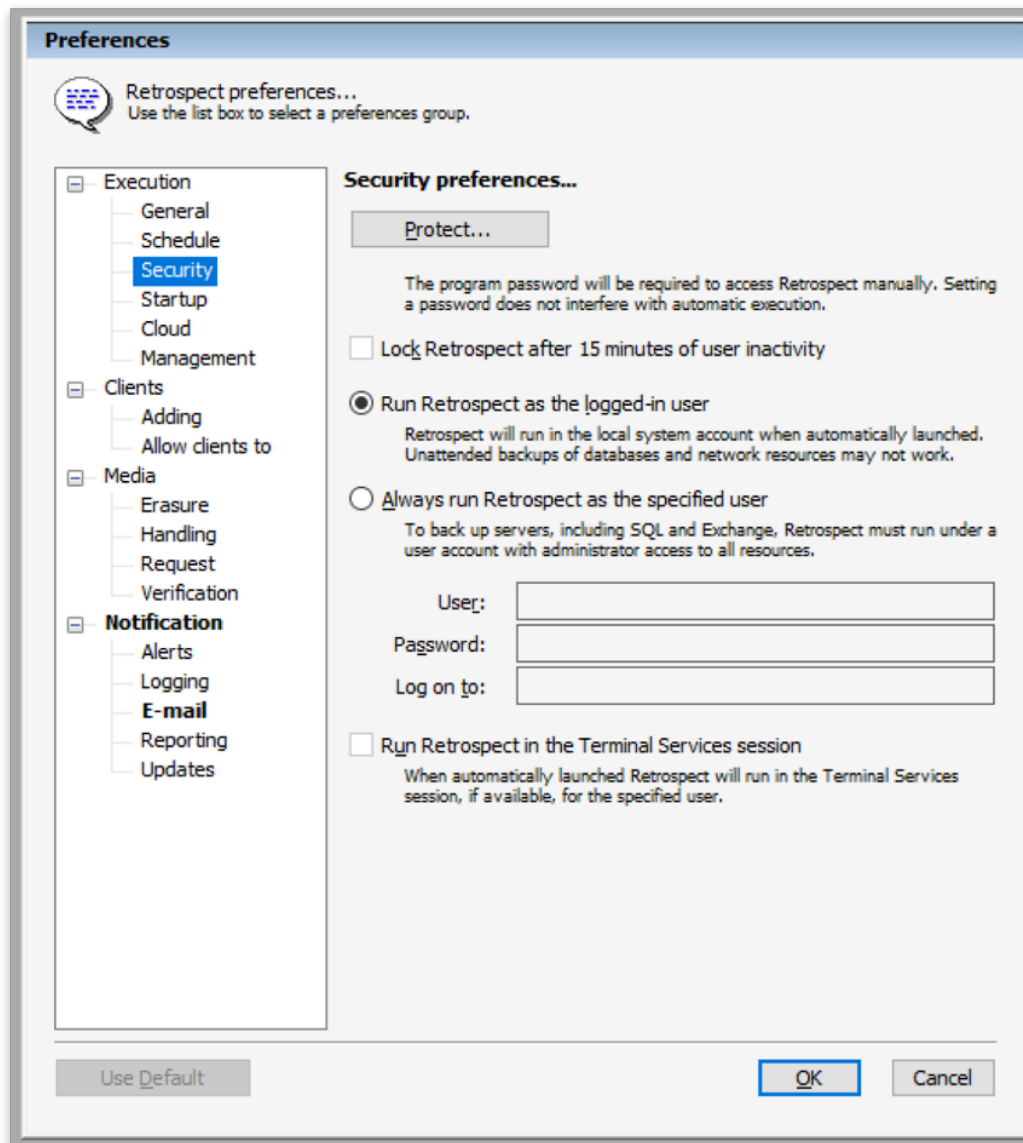 Preferences
Retrospect preferences...
Use the list box to select a preferences group.
Execution
General
Schedule
Security
Startup
Cloud
Management
Clients
Adding
Allow clients to
Media
Erasure
Handling
Request
Verification
Notification
Alerts
Logging
E-mail
Reporting
Updates
Security preferences...
Protect...
The program password will be required to access Retrospect manually. Setting
a password does not interfere with automatic execution.
Lock Retrospect after 15 minutes of user inactivity
Run Retrospect as the logged-in user
Retrospect will run in the local system account when automatically launched.
Unattended backups of databases and network resources may not work.
Always run Retrospect as the specified user
To back up servers, including SQL and Exchange, Retrospect must run under a
user account with administrator access to all resources.
User:
Password:
Log on to:
Run Retrospect in the Terminal Services session
When automatically launched Retrospect will run in the Terminal Services
session, if available, for the specified user.
Use Default
OK
Cancel